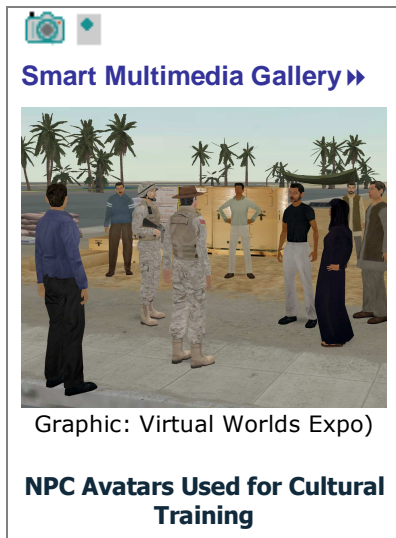 Smart Multimedia Gallery
Graphic: Virtual Worlds Expo)
NPC Avatars Used for Cultural
Training